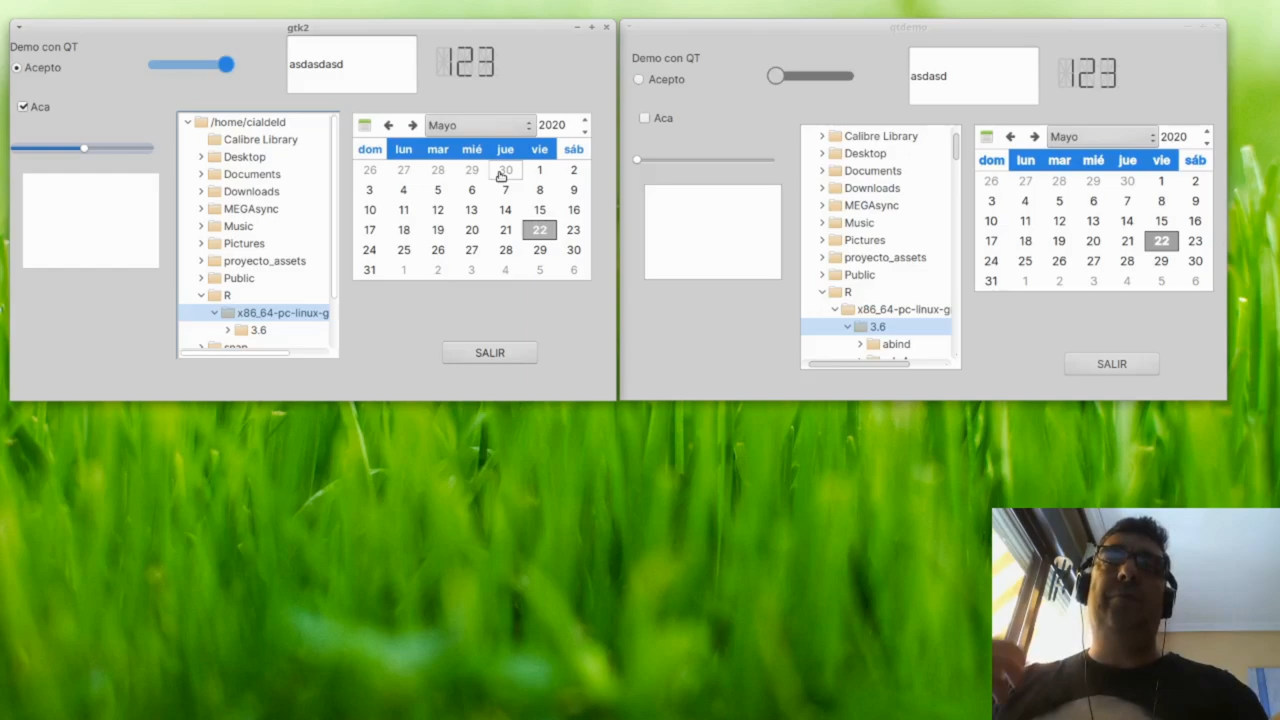 gtk2
Demo con QT
Acepto
asdasdasd
123
Aca
/home/cialdeld
Calibre Library
Desktop
Documents
Downloads
MEGAsync
Music
Pictures
proyecto_assets
Public
R
x86_64-pc-linux-g
3.6
Mayo 2020
dom lun mar mié jue vie sáb
26 27 28 29 30 1 2
3 4 5 6 7 8 9
10 11 12 13 14 15 16
17 18 19 20 21 22 23
24 25 26 27 28 29 30
31 1 2 3 4 5 6
SALIR
qtdemo
Demo con QT
Acepto
asdasd
123
Aca
Calibre Library
Desktop
Documents
Downloads
MEGAsync
Music
Pictures
proyecto_assets
Public
R
x86_64-pc-linux-g
3.6
abind
Mayo 2020
dom lun mar mié jue vie sáb
26 27 28 29 30 1 2
3 4 5 6 7 8 9
10 11 12 13 14 15 16
17 18 19 20 21 22 23
24 25 26 27 28 29 30
31 1 2 3 4 5 6
SALIR